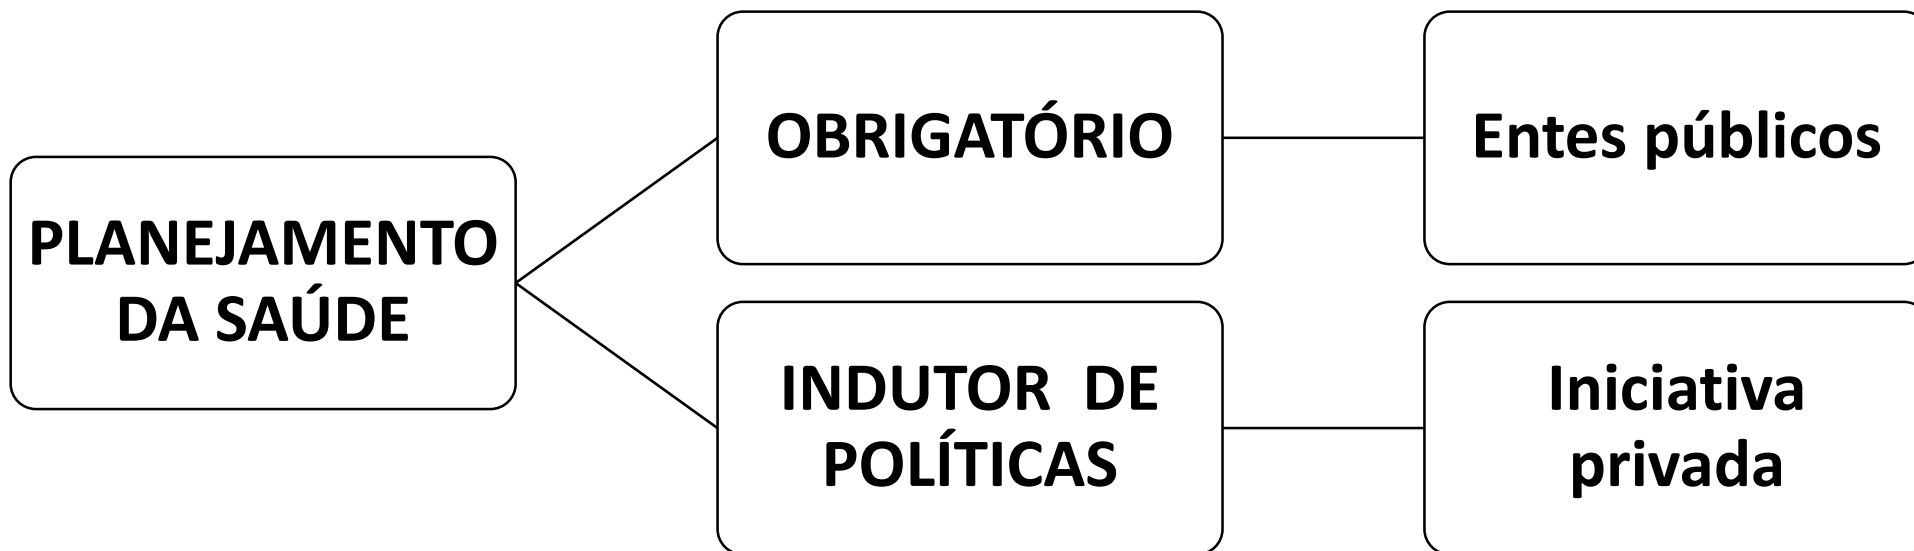 PLANEJAMENTO
DA SAÚDE
OBRIGATÓRIO
Entes públicos
INDUTOR DE
POLÍTICAS
Iniciativa
privada